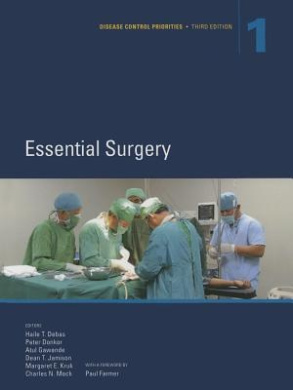 DISEASE CONTROL PRIORITIES • THIRD EDITION
1
Essential Surgery
EDITORS
Haile T. Debas
Peter Donkor
Atul Gawande
Dean T. Jamison
Margaret E. Kruk
Charles N. Mock
WITH A FOREWORD BY
Paul Farmer